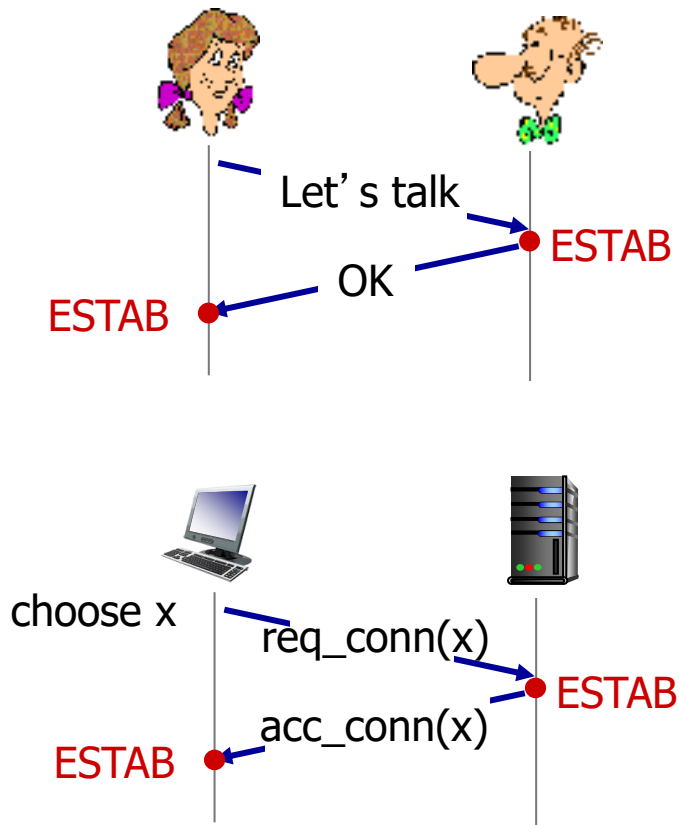 Let’s talk
ESTAB
OK
ESTAB
choose x
req_conn(x)
ESTAB
acc_conn(x)
ESTAB